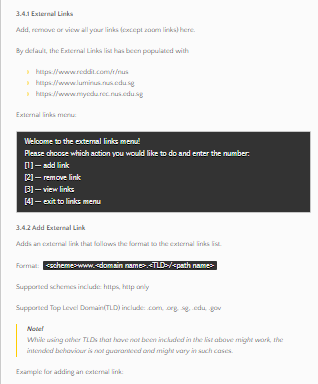 3.4.1 External Links
Add, remove or view all your links (except zoom links) here.
By default, the External Links list has been populated with
https://www.reddit.com/r/nus
https://www.luminus.nus.edu.sg
https://www.myedu.rec.nus.edu.sg
External links menu:
Welcome to the external links menu!
Please choose which action you would like to do and enter the number:
[1] -- add link
[2] -- remove link
[3] -- view links
[4] -- exit to links menu
3.4.2 Add External Link
Adds an external link that follows the format to the external links list.
Format: <scheme>www.<domain name>.<TLD>/<path name>
Supported schemes include: https, http only
Supported Top Level Domain(TLD) include: .com, .org, .sg, .edu, .gov
Note!
While using other TLDs that have not been included in the list above might work, the
intended behaviour is not guaranteed and might vary in such cases.
Example for adding an external link: